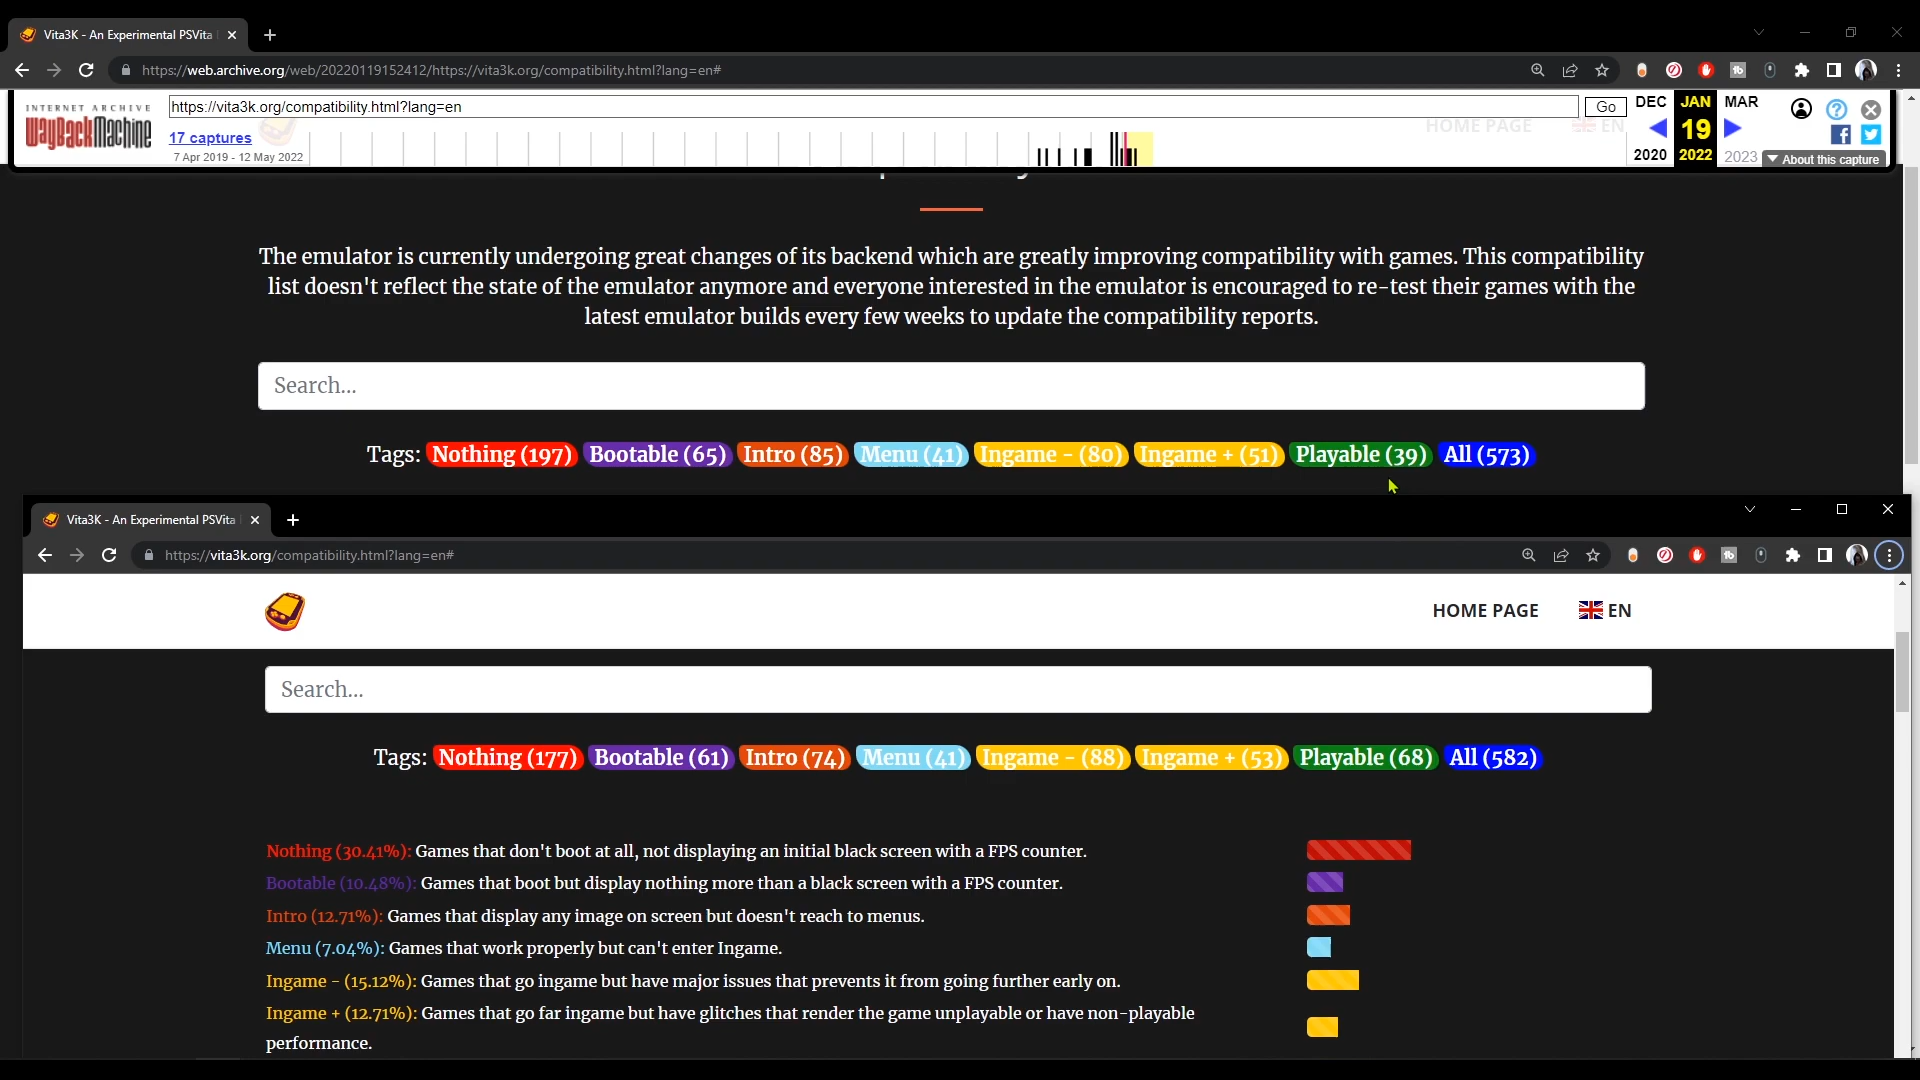 Vita3K - An Experimental PSVita
https://web.archive.org/web/20220119152412/https://vita3k.org/compatibility.html?lang=en#
INTERNET ARCHIVE
WayBackMachine
https://vita3k.org/compatibility.html?lang=en
Go
DEC JAN MAR
17 captures
7 Apr 2019 - 12 May 2022
HOME PAGE EN
19
2020 2022 2023
About this capture
The emulator is currently undergoing great changes of its backend which are greatly improving compatibility with games. This compatibility
list doesn't reflect the state of the emulator anymore and everyone interested in the emulator is encouraged to re-test their games with the
latest emulator builds every few weeks to update the compatibility reports.
Search...
Tags: Nothing (197) Bootable (65) Intro (85) Menu (41) Ingame - (80) Ingame + (51) Playable (39) All (573)
Vita3K - An Experimental PSVita
https://vita3k.org/compatibility.html?lang=en#
HOME PAGE EN
Search...
Tags: Nothing (177) Bootable (61) Intro (74) Menu (41) Ingame - (88) Ingame + (53) Playable (68) All (582)
Nothing (30.41%): Games that don't boot at all, not displaying an initial black screen with a FPS counter.
Bootable (10.48%): Games that boot but display nothing more than a black screen with a FPS counter.
Intro (12.71%): Games that display any image on screen but doesn't reach to menus.
Menu (7.04%): Games that work properly but can't enter Ingame.
Ingame - (15.12%): Games that go ingame but have major issues that prevents it from going further early on.
Ingame + (12.71%): Games that go far ingame but have glitches that render the game unplayable or have non-playable
performance.